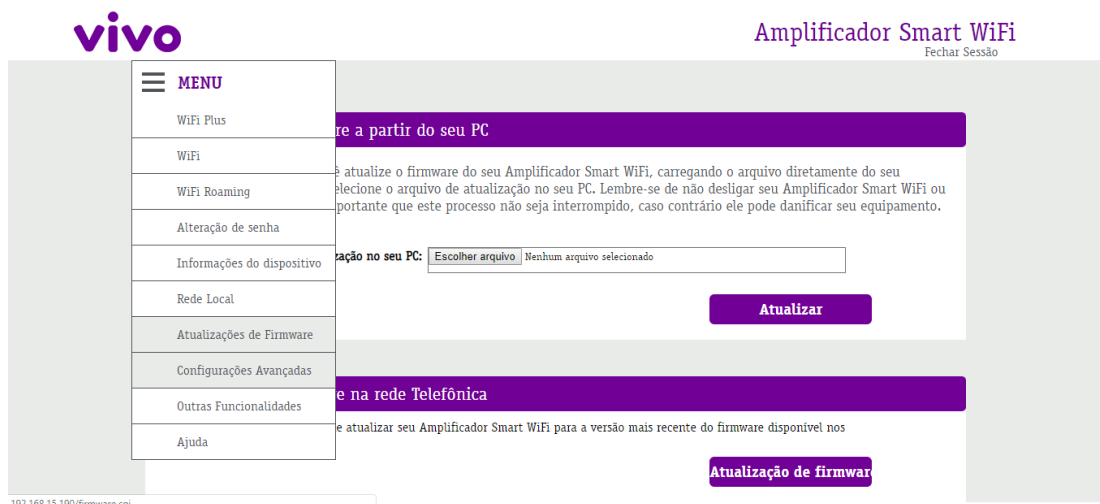 vivo
Amplificador Smart WiFi
Fechar Sessão
MENU
WiFi Plus
WiFi
WiFi Roaming
Alteração de senha
Informações do dispositivo
Rede Local
Atualizações de Firmware
Configurações Avançadas
Outras Funcionalidades
Ajuda
re a partir do seu PC
atualize o firmware do seu Amplificador Smart WiFi, carregando o arquivo diretamente do seu
elecione o arquivo de atualização no seu PC. Lembre-se de não desligar seu Amplificador Smart WiFi ou
portante que este processo não seja interrompido, caso contrário ele pode danificar seu equipamento.
zação no seu PC: Escolher arquivo Nenhum arquivo selecionado
Atualizar
e na rede Telefônica
e atualizar seu Amplificador Smart WiFi para a versão mais recente do firmware disponível nos
Atualização de firmwar